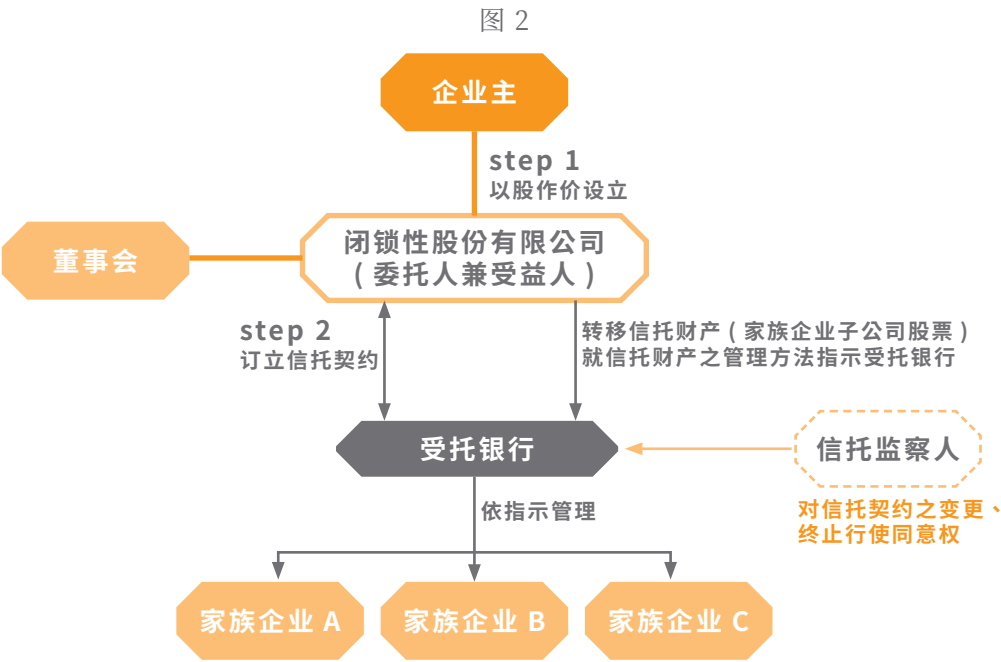 图 2
企业主
step 1
以股作价设立
董事会
闭锁性股份有限公司
( 委托人兼受益人 )
step 2
订立信托契约
转移信托财产 ( 家族企业子公司股票 )
就信托财产之管理方法指示受托银行
受托银行
信托监察人
对信托契约之变更、
终止行使同意权
依指示管理
家族企业 A
家族企业 B
家族企业 C